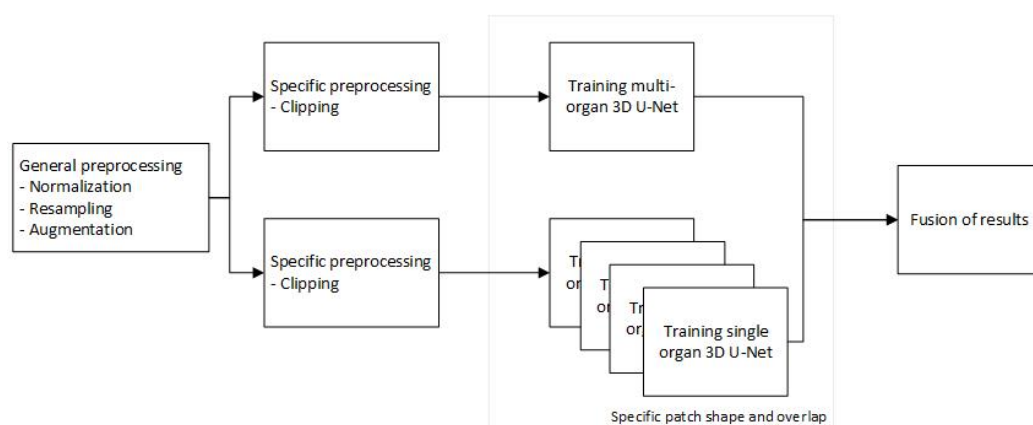 General preprocessing
- Normalization
- Resampling
- Augmentation
Specific preprocessing
- Clipping
Specific preprocessing
- Clipping
Training multi-
organ 3D U-Net
Training single
organ 3D U-Net
Specific patch shape and overlap
Fusion of results